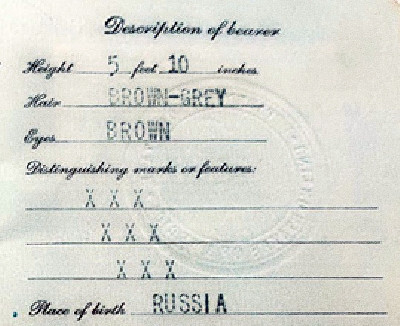 Description of bearer
Height 5 feet 10 inches
Hair BROWN-GREY
Eyes BROWN
Distinguishing marks or features:
X X X
X X X
X X X
Place of birth RUSSIA